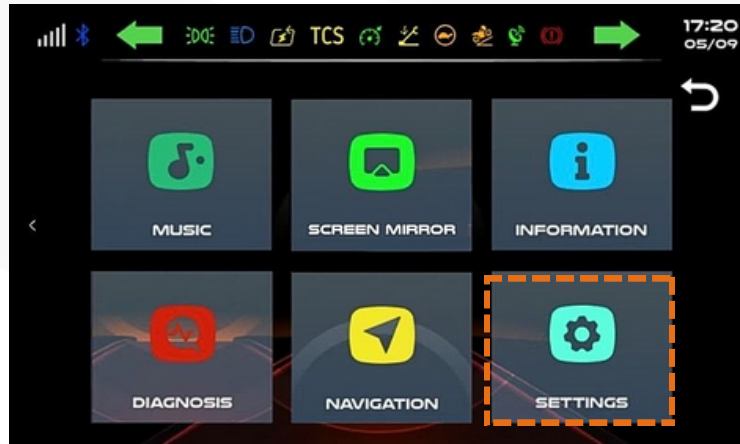 TCS
17:20
05/09
MUSIC
SCREEN MIRROR
INFORMATION
DIAGNOSIS
NAVIGATION
SETTINGS